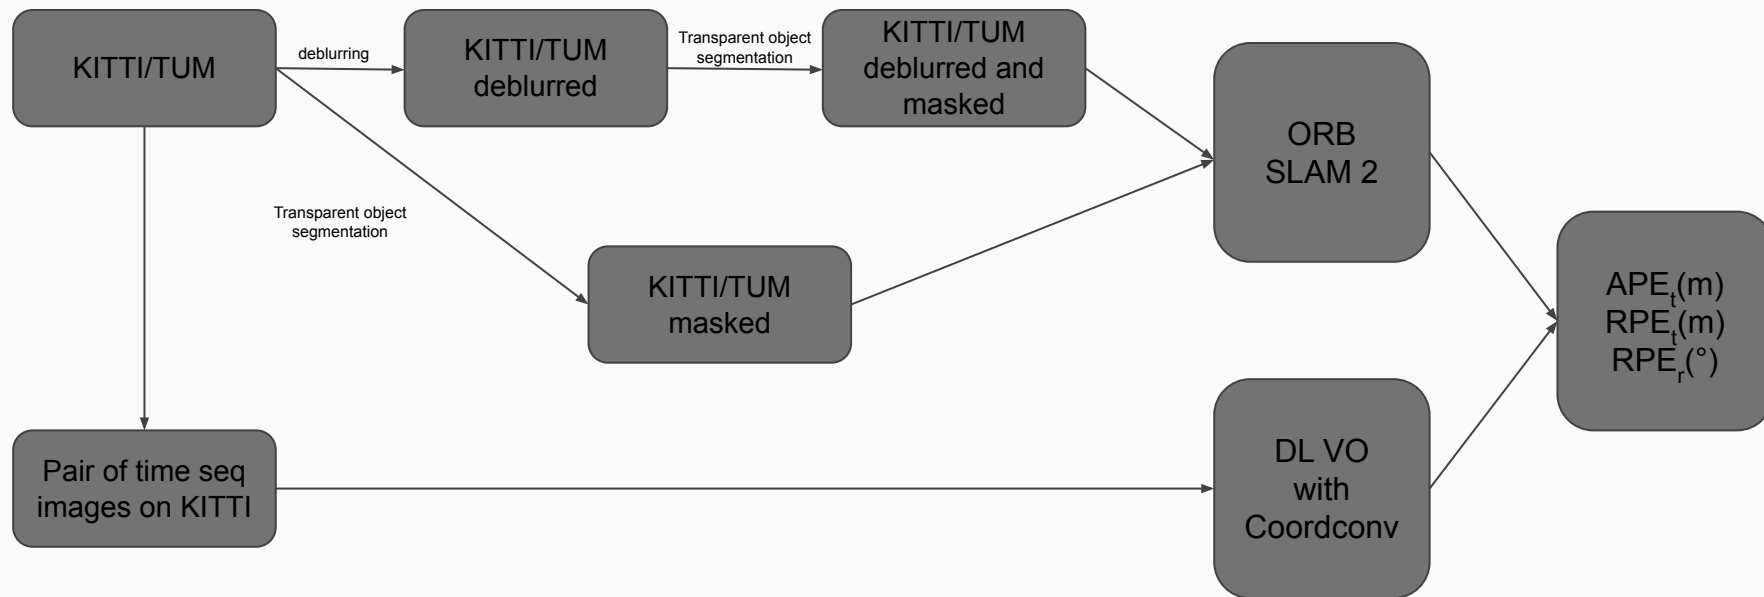 KITTI/TUM
deblurring
KITTI/TUM
deblurred
Transparent object
segmentation
KITTI/TUM
deblurred and
masked
ORB
SLAM 2
Transparent object
segmentation
KITTI/TUM
masked
APEt(m)
RPEt(m)
RPEr(°)
Pair of time seq
images on KITTI
DL VO
with
Coordconv